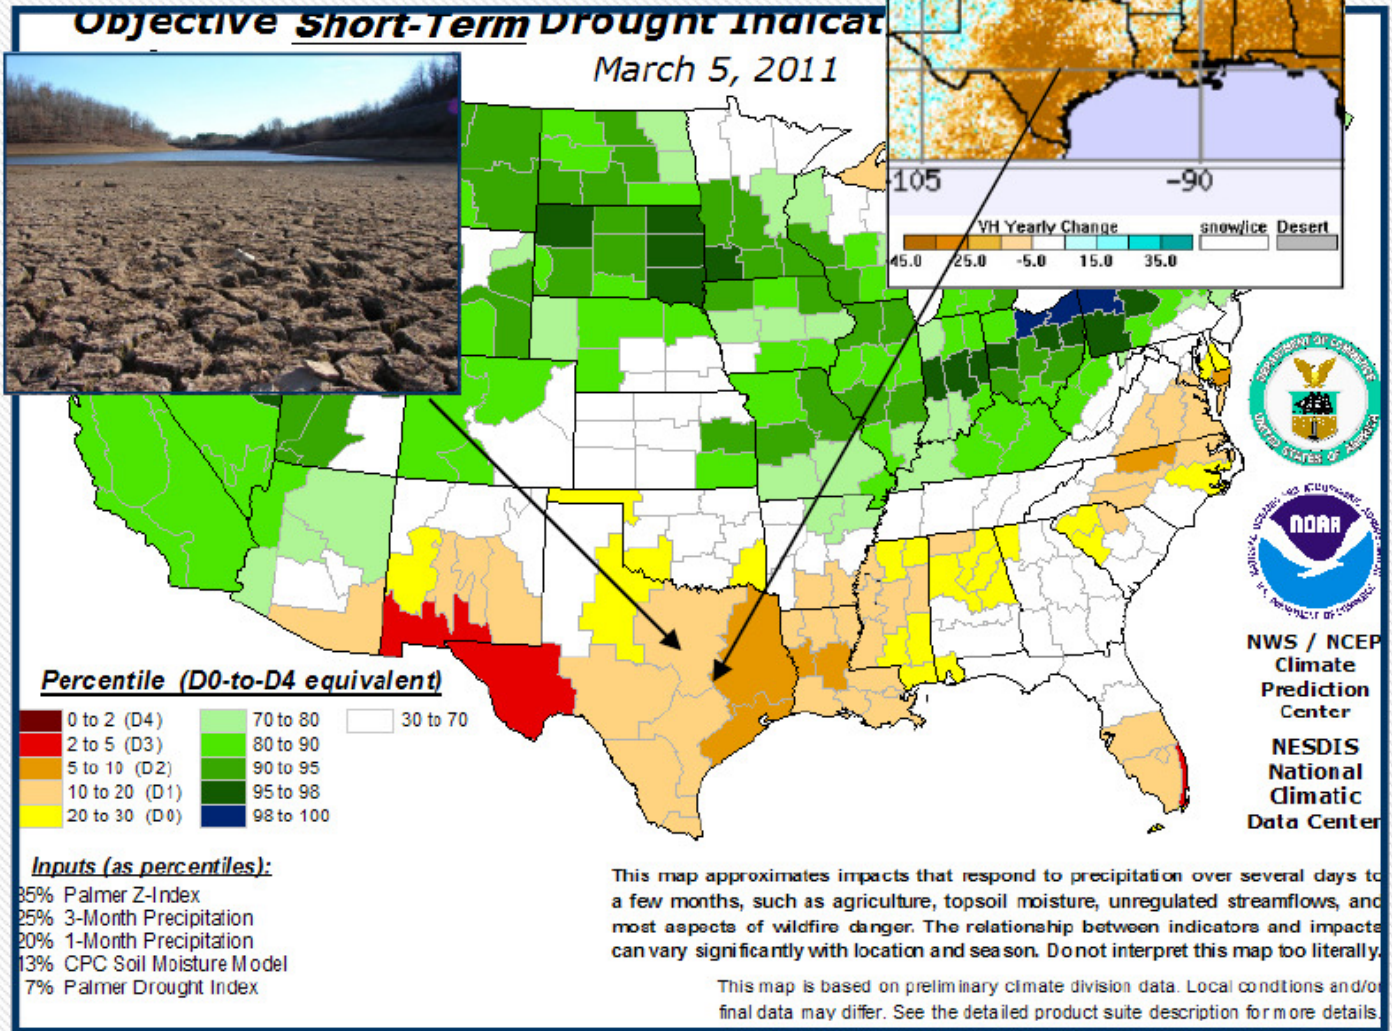 Objective Short-Term Drought Indicat
March 5, 2011
105 -90
VH Yearly Change snow/ice Desert
45.0 -25.0 -5.0 15.0 35.0
DEPARTMENT OF COMMERCE
UNITED STATES OF AMERICA
NOAA
NWS / NCEP
Climate
Prediction
Center
NESDIS
National
Climatic
Data Center
Percentile (D0-to-D4 equivalent)
0 to 2 (D4) 70 to 80 30 to 70
2 to 5 (D3) 80 to 90
5 to 10 (D2) 90 to 95
10 to 20 (D1) 95 to 98
20 to 30 (D0) 98 to 100
Inputs (as percentiles):
35% Palmer Z-Index
25% 3-Month Precipitation
20% 1-Month Precipitation
13% CPC Soil Moisture Model
7% Palmer Drought Index
This map approximates impacts that respond to precipitation over several days to
a few months, such as agriculture, topsoil moisture, unregulated streamflows, and
most aspects of wildfire danger. The relationship between indicators and impacts
can vary significantly with location and season. Do not interpret this map too literally.
This map is based on preliminary climate division data. Local conditions and/or
final data may differ. See the detailed product suite description for more details.